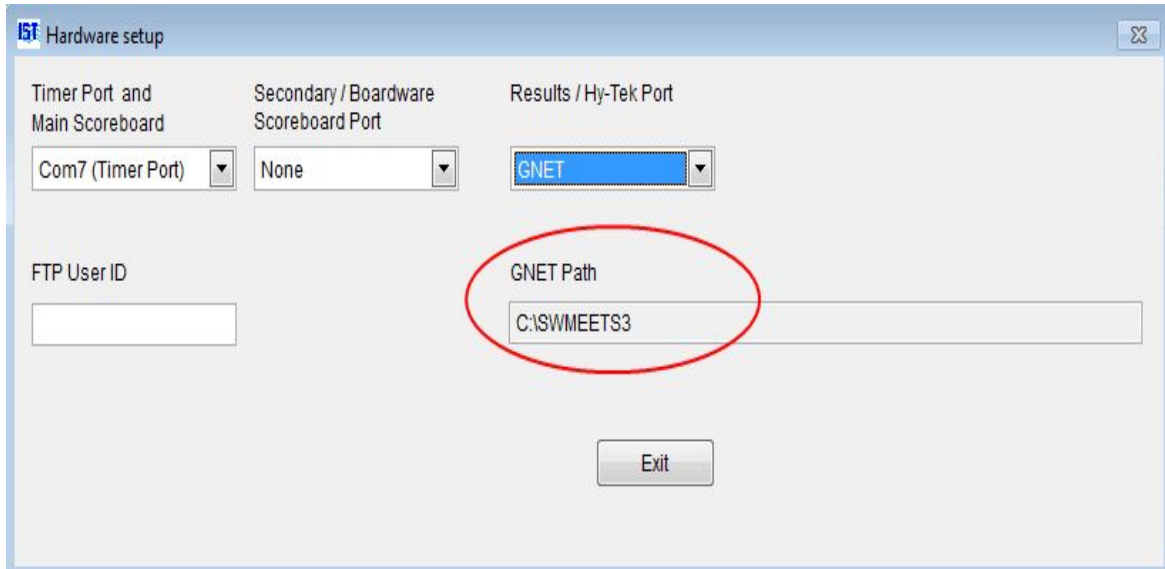 IST Hardware setup
Timer Port and
Main Scoreboard
Secondary / Boardware
Scoreboard Port
Results / Hy-Tek Port
Com7 (Timer Port)
None
GNET
FTP User ID
GNET Path
C:\SWMEETS3
Exit